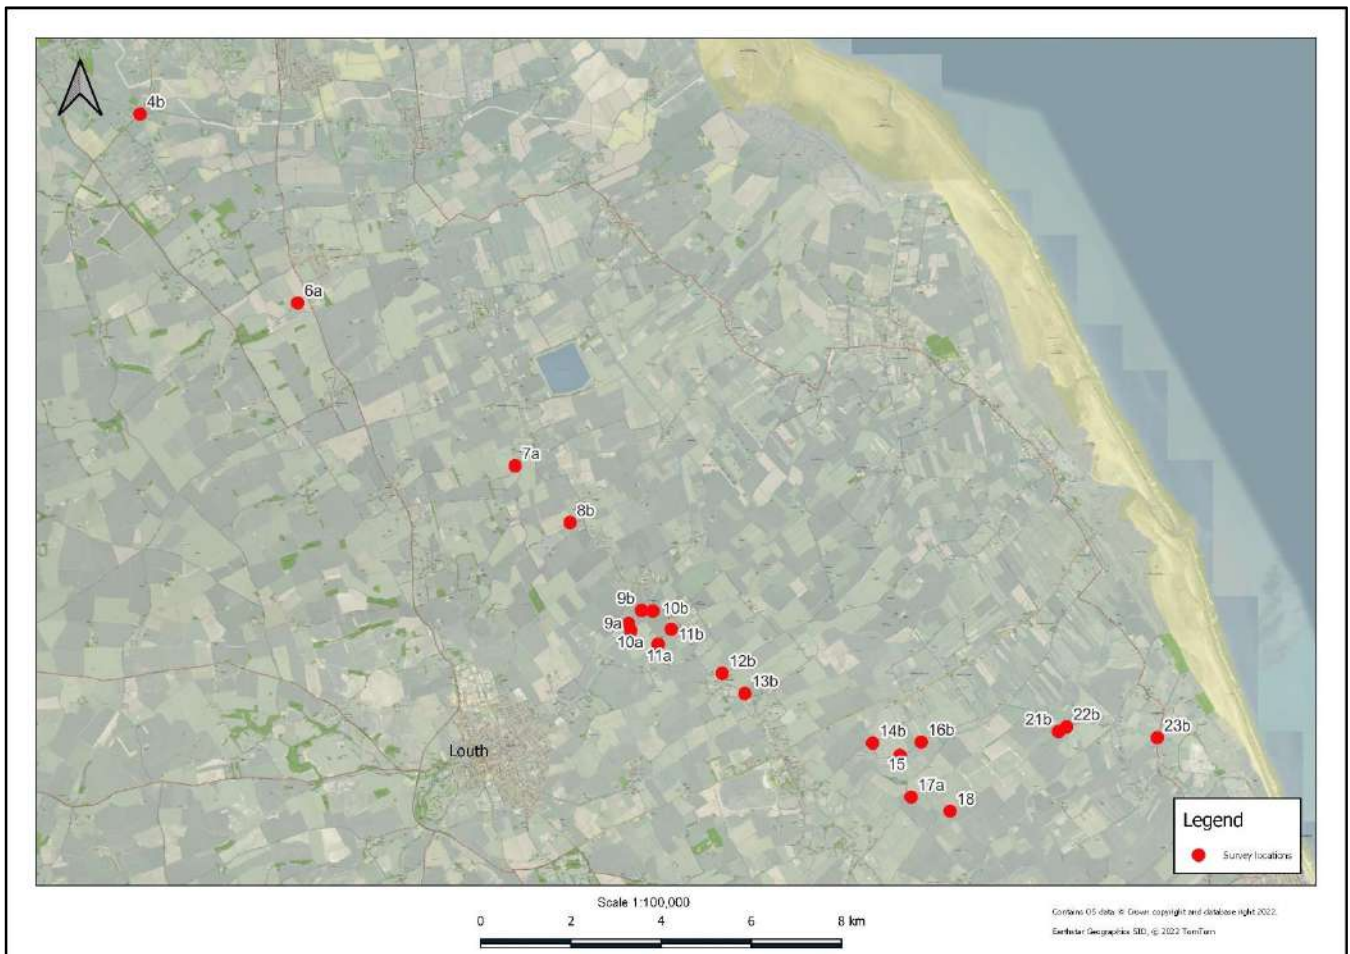 4b
6a
7a
8b
9b
10b
9a
10a
11b
11a
12b
13b
Louth
14b
16b
15
21b
22b
23b
17a
18
Legend
Survey locations
Scale 1:100,000
0 2 4 6 8 km
Contains OS data © Crown copyright and database right 2022.
Earthstar Geographics SIO, © 2022 TomTom